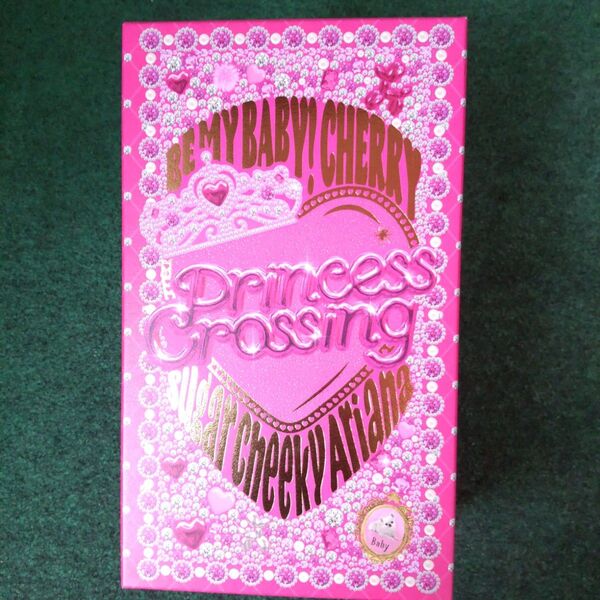 BE MY BABY! CHERRY
Princess
Crossing
sugar cheeky Ariana
Baby